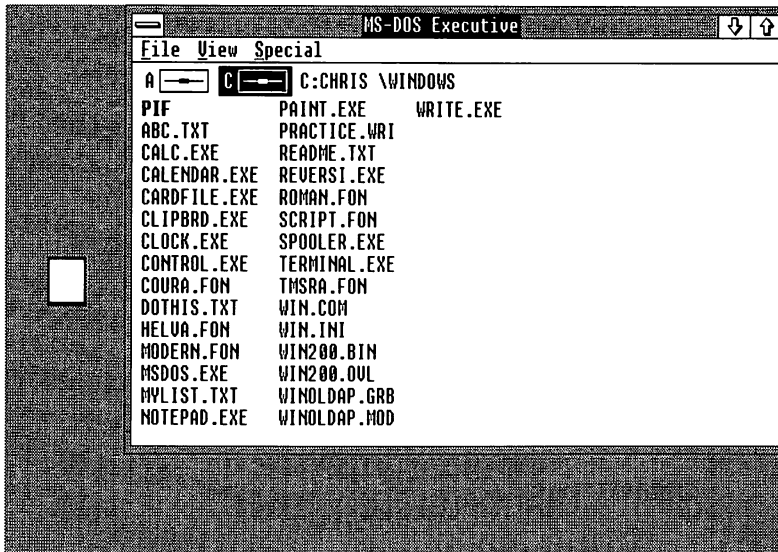 MS-DOS Executive
File View Special
A C C:CHRIS \WINDOWS
PIF PAINT.EXE WRITE.EXE
ABC.TXT PRACTICE.WRI
CALC.EXE README.TXT
CALENDAR.EXE REVERSI.EXE
CARDFILE.EXE ROMAN.FON
CLIPBRD.EXE SCRIPT.FON
CLOCK.EXE SPOOLER.EXE
CONTROL.EXE TERMINAL.EXE
COURA.FON TMSRA.FON
DOTHIS.TXT WIN.COM
HELVA.FON WIN.INI
MODERN.FON WIN200.BIN
MSDOS.EXE WIN200.OVL
MYLIST.TXT WINOLDAP.GRB
NOTEPAD.EXE WINOLDAP.MOD